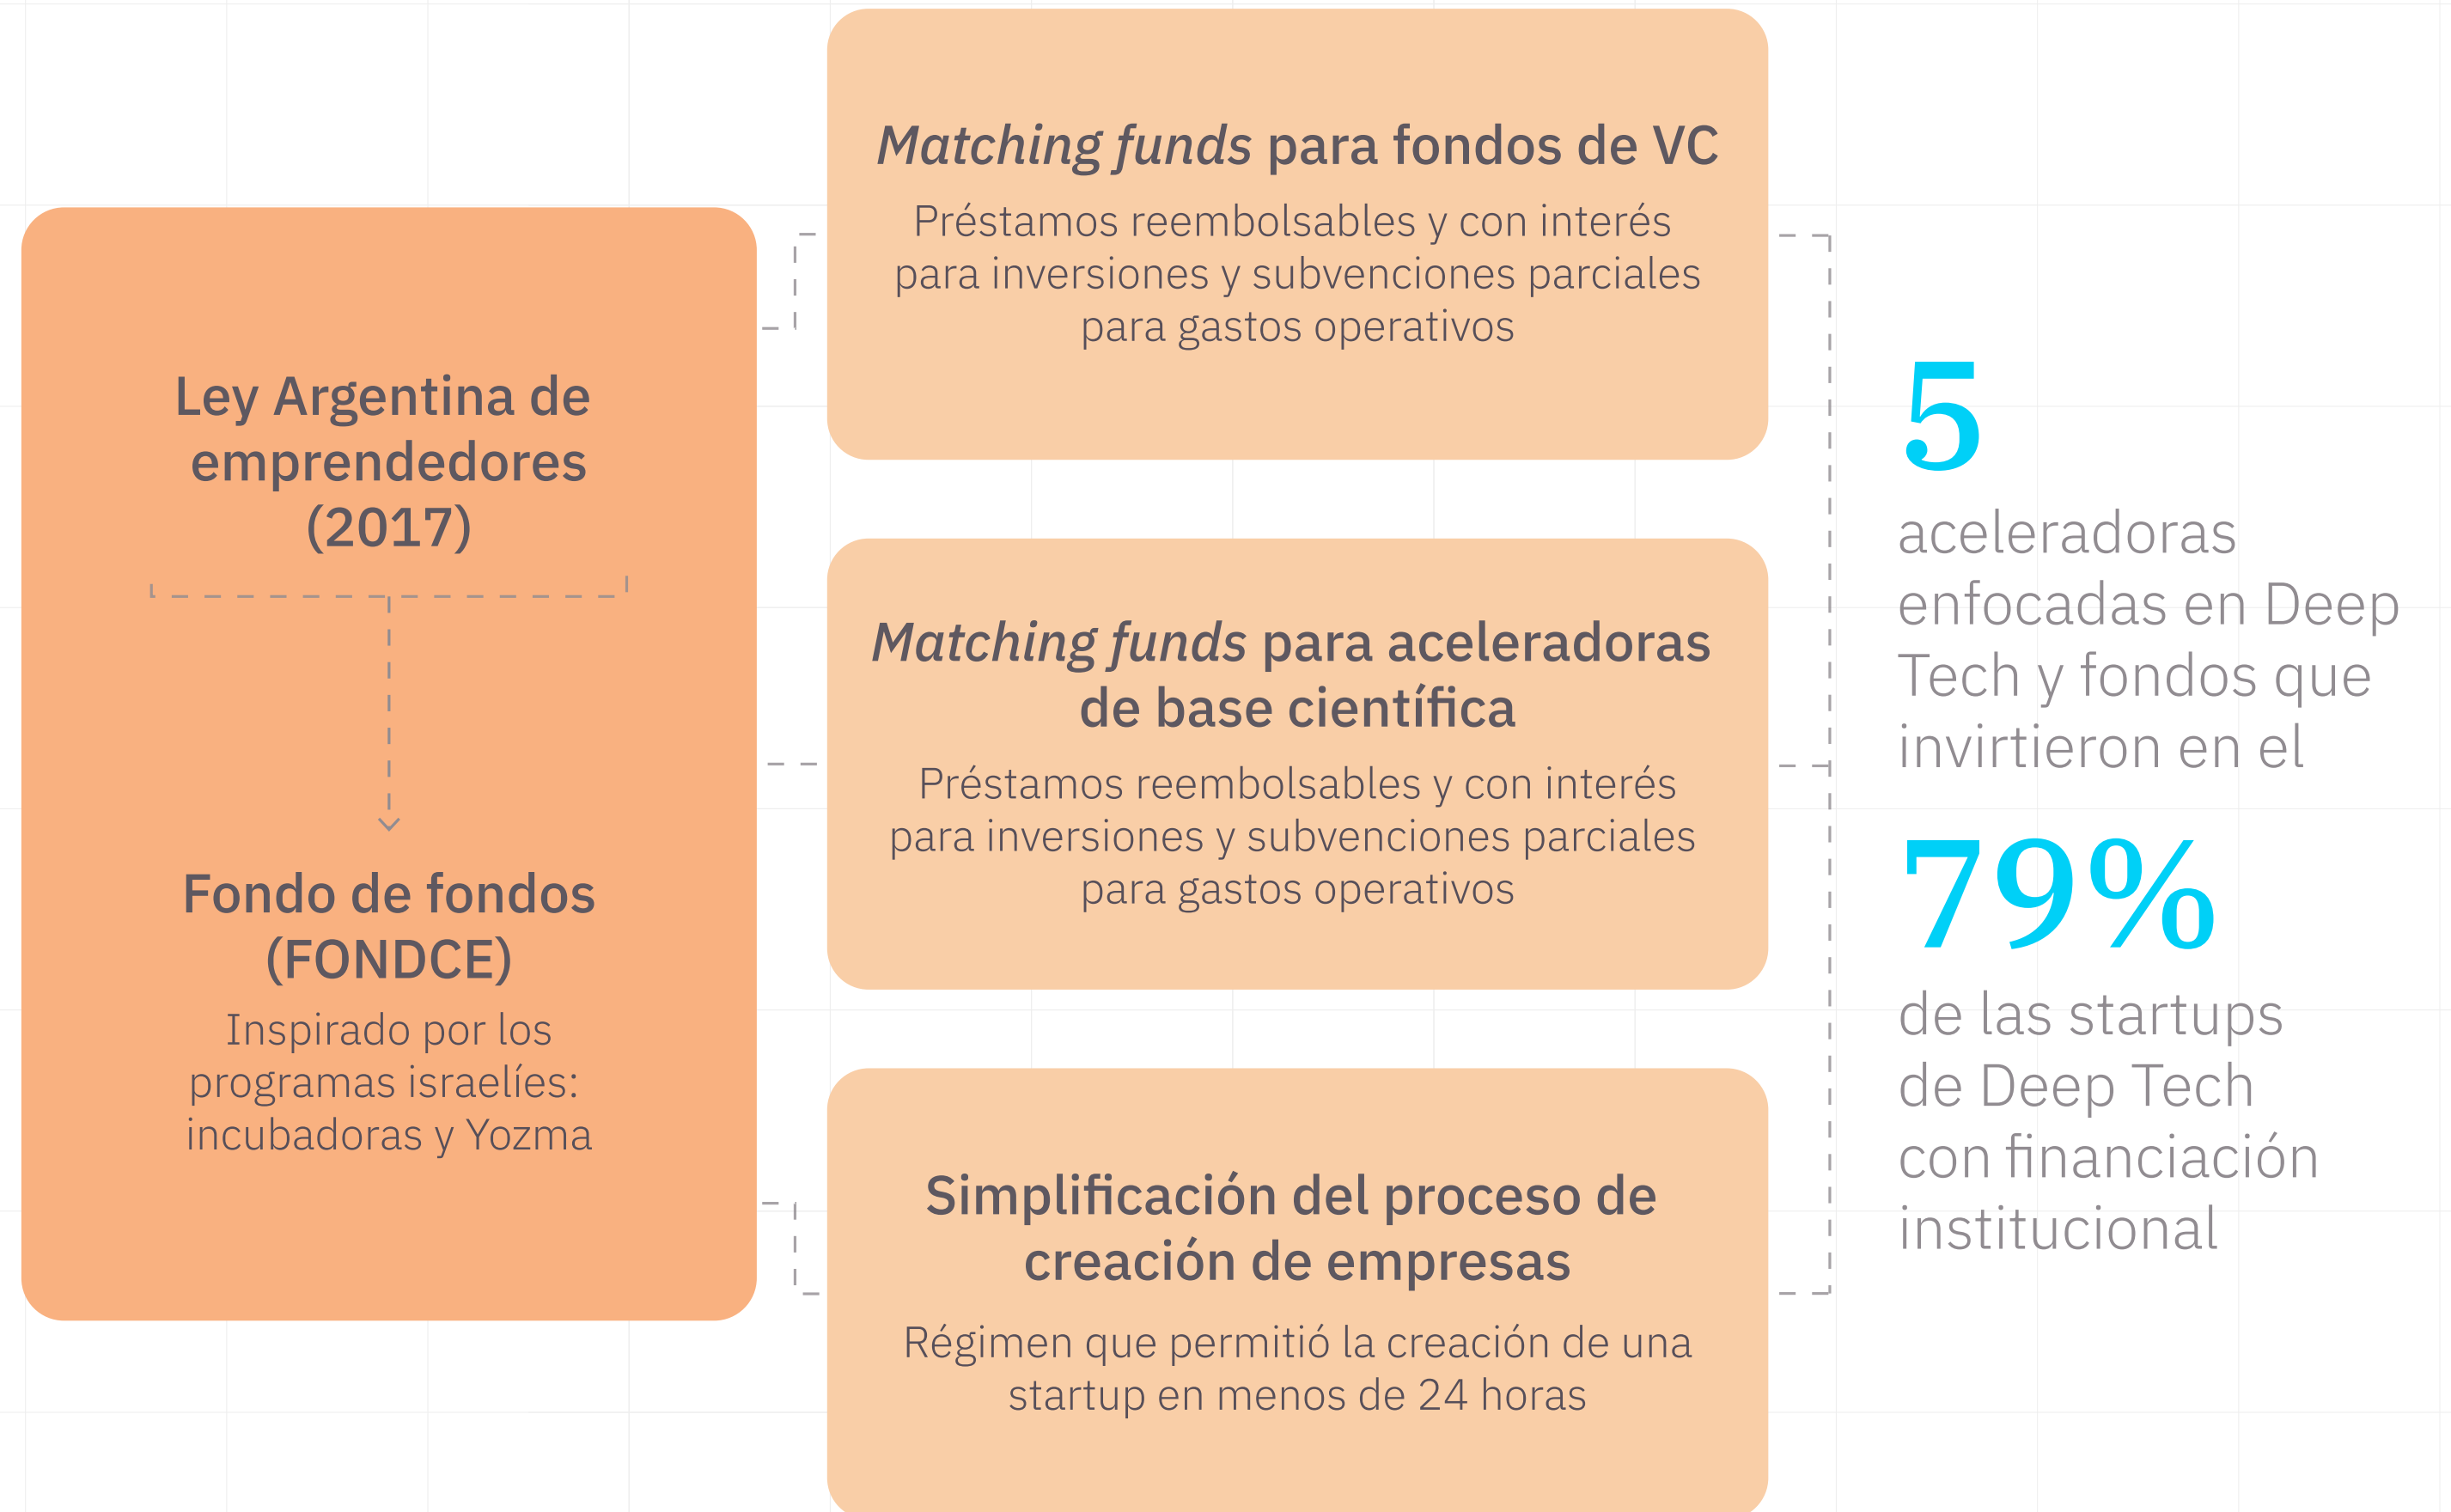 Ley Argentina de
emprendedores
(2017)
Fondo de fondos
(FONDCE)
Inspirado por los
programas israelíes:
incubadoras y Yozma
Matching funds para fondos de VC
Préstamos reembolsables y con interés
para inversiones y subvenciones parciales
para gastos operativos
Matching funds para aceleradoras
de base científica
Préstamos reembolsables y con interés
para inversiones y subvenciones parciales
para gastos operativos
Simplificación del proceso de
creación de empresas
Régimen que permitió la creación de una
startup en menos de 24 horas
5
aceleradoras
enfocadas en Deep
Tech y fondos que
invirtieron en el
79%
de las startups
de Deep Tech
con financiación
institucional